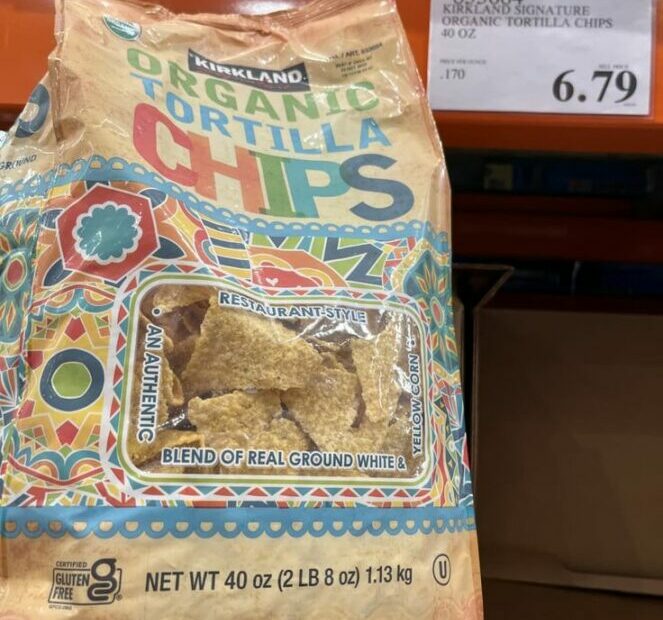 KIRKLAND SIGNATURE
ORGANIC TORTILLA CHIPS
40 OZ
.170
6.79
KIRKLAND
ORGANIC
TORTILLA
CHIPS
GROUND
RESTAURANT-STYLE
• AN AUTHENTIC
BLEND OF REAL GROUND WHITE &
YELLOW CORN •
CERTIFIED
GLUTEN
FREE
g
NET WT 40 oz (2 LB 8 oz) 1.13 kg
U